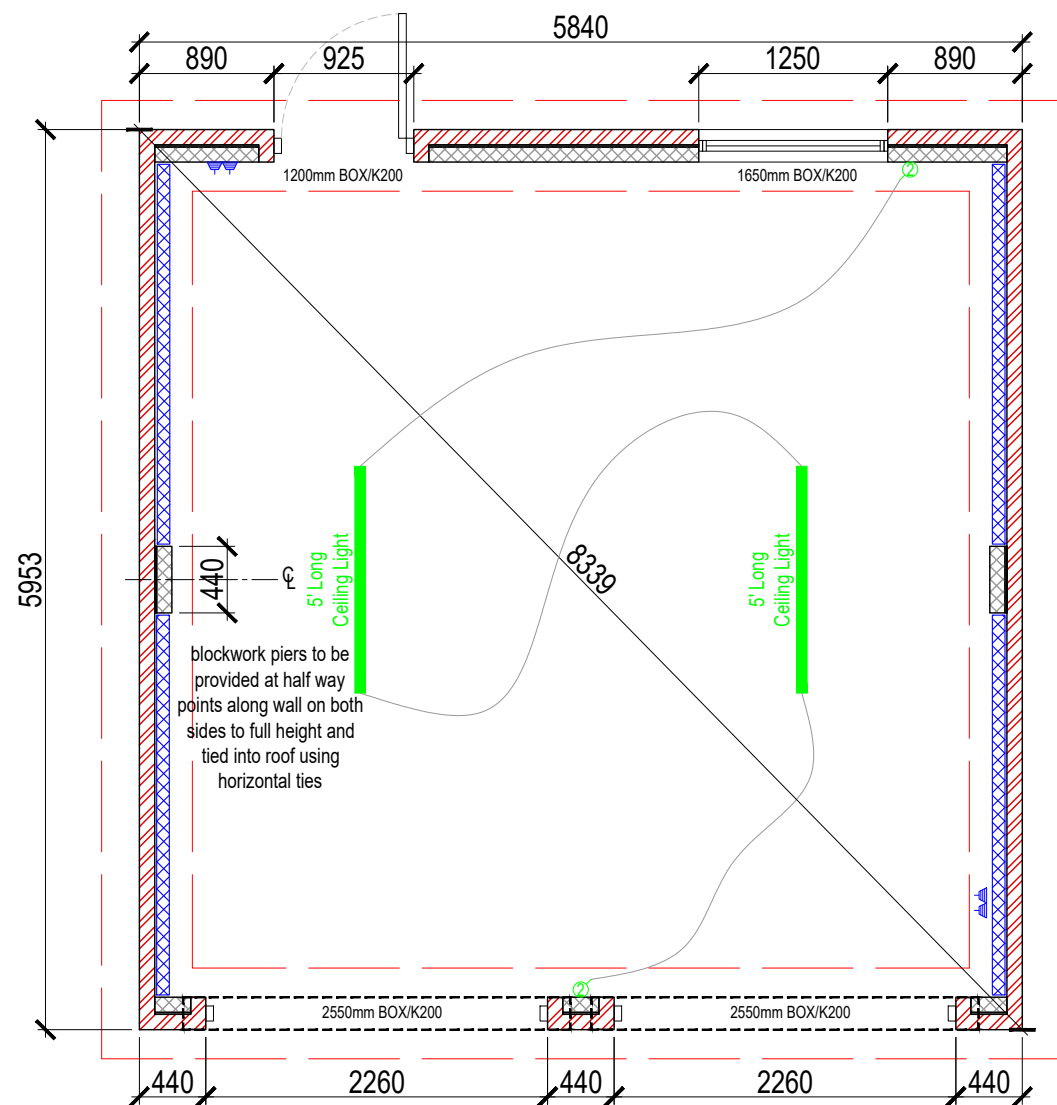 5840
890
925
1250
890
1200mm BOX/K200
1650mm BOX/K200
2
5953
440
℄
5' Long
Ceiling Light
8339
5' Long
Ceiling Light
blockwork piers to be
provided at half way
points along wall on both
sides to full height and
tied into roof using
horizontal ties
2
2550mm BOX/K200
2550mm BOX/K200
440
2260
440
2260
440